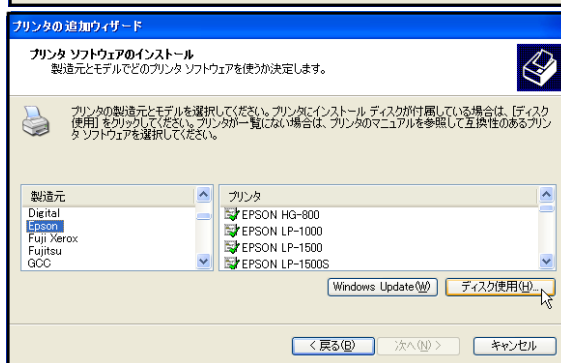 プリンタの追加ウィザード
プリンタ ソフトウェアのインストール
製造元とモデルでどのプリンタ ソフトウェアを使うか決定します。
プリンタの製造元とモデルを選択してください。プリンタにインストール ディスクが付属している場合は、[ディスク
使用] をクリックしてください。プリンタが一覧にない場合は、プリンタのマニュアルを参照して互換性のあるプリン
タ ソフトウェアを選択してください。
製造元
Digital
Epson
Fuji Xerox
Fujitsu
GCC
プリンタ
EPSON HG-800
EPSON LP-1000
EPSON LP-1500
EPSON LP-1500S
Windows Update(W)
ディスク使用(H)...
< 戻る(B)
次へ(N) >
キャンセル